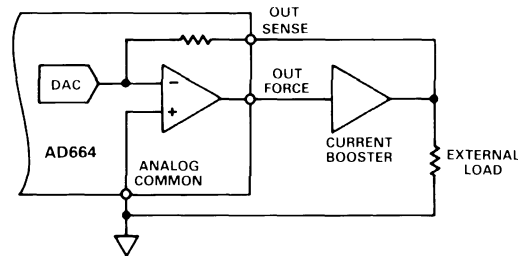 OUT
SENSE
DAC
−
+
OUT
FORCE
AD664
ANALOG
COMMON
CURRENT
BOOSTER
EXTERNAL
LOAD